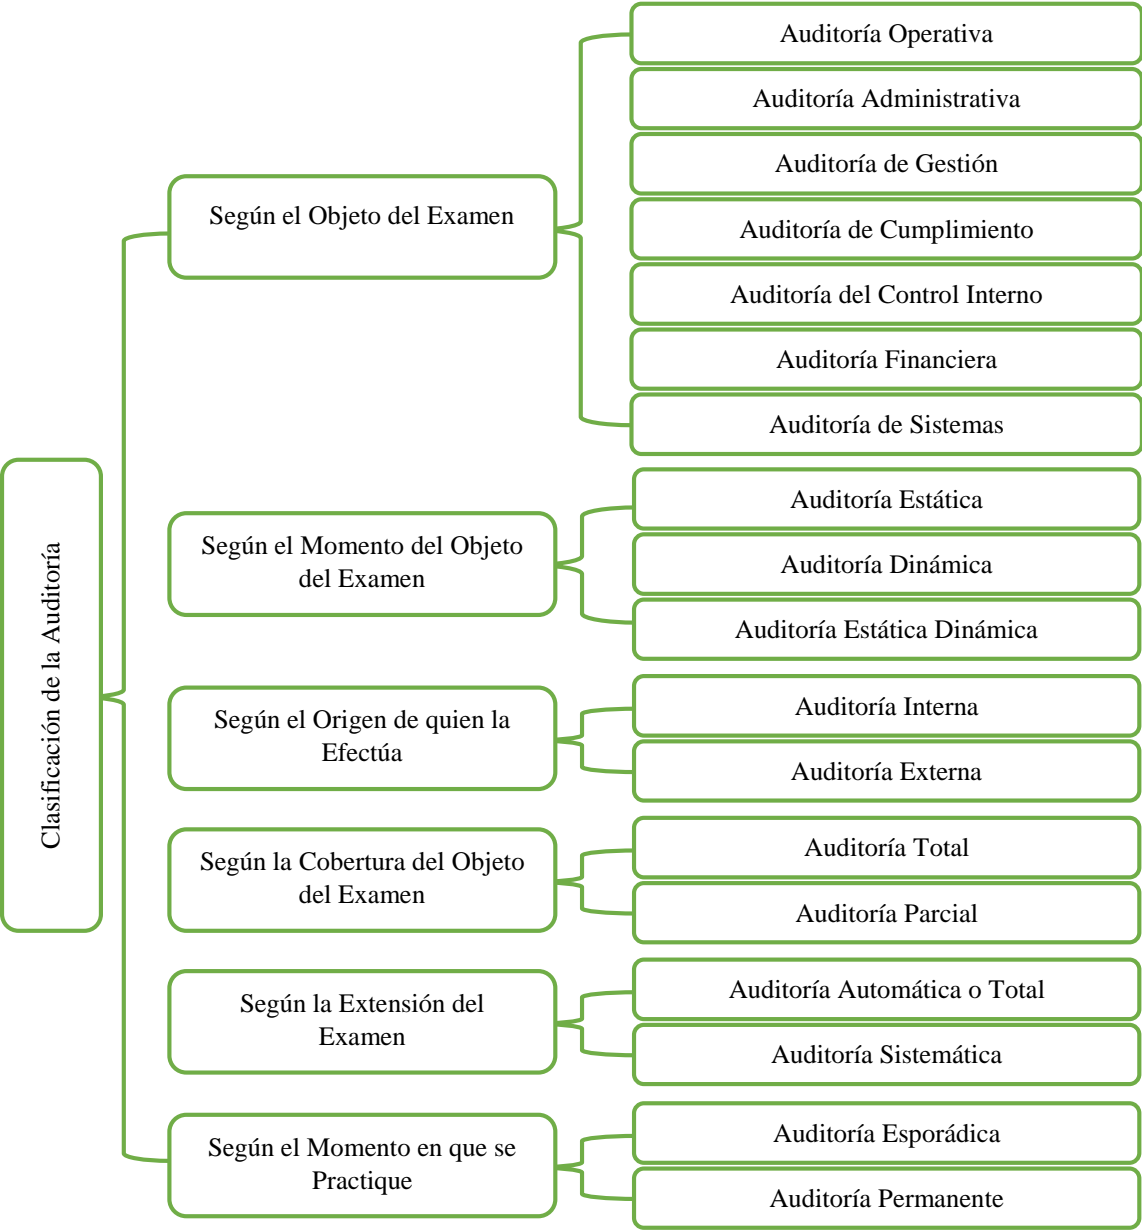 Clasificación de la Auditoría
Según el Objeto del Examen
Auditoría Operativa
Auditoría Administrativa
Auditoría de Gestión
Auditoría de Cumplimiento
Auditoría del Control Interno
Auditoría Financiera
Auditoría de Sistemas
Según el Momento del Objeto
del Examen
Auditoría Estática
Auditoría Dinámica
Auditoría Estática Dinámica
Según el Origen de quien la
Efectúa
Auditoría Interna
Auditoría Externa
Según la Cobertura del Objeto
del Examen
Auditoría Total
Auditoría Parcial
Según la Extensión del
Examen
Auditoría Automática o Total
Auditoría Sistemática
Según el Momento en que se
Practique
Auditoría Esporádica
Auditoría Permanente